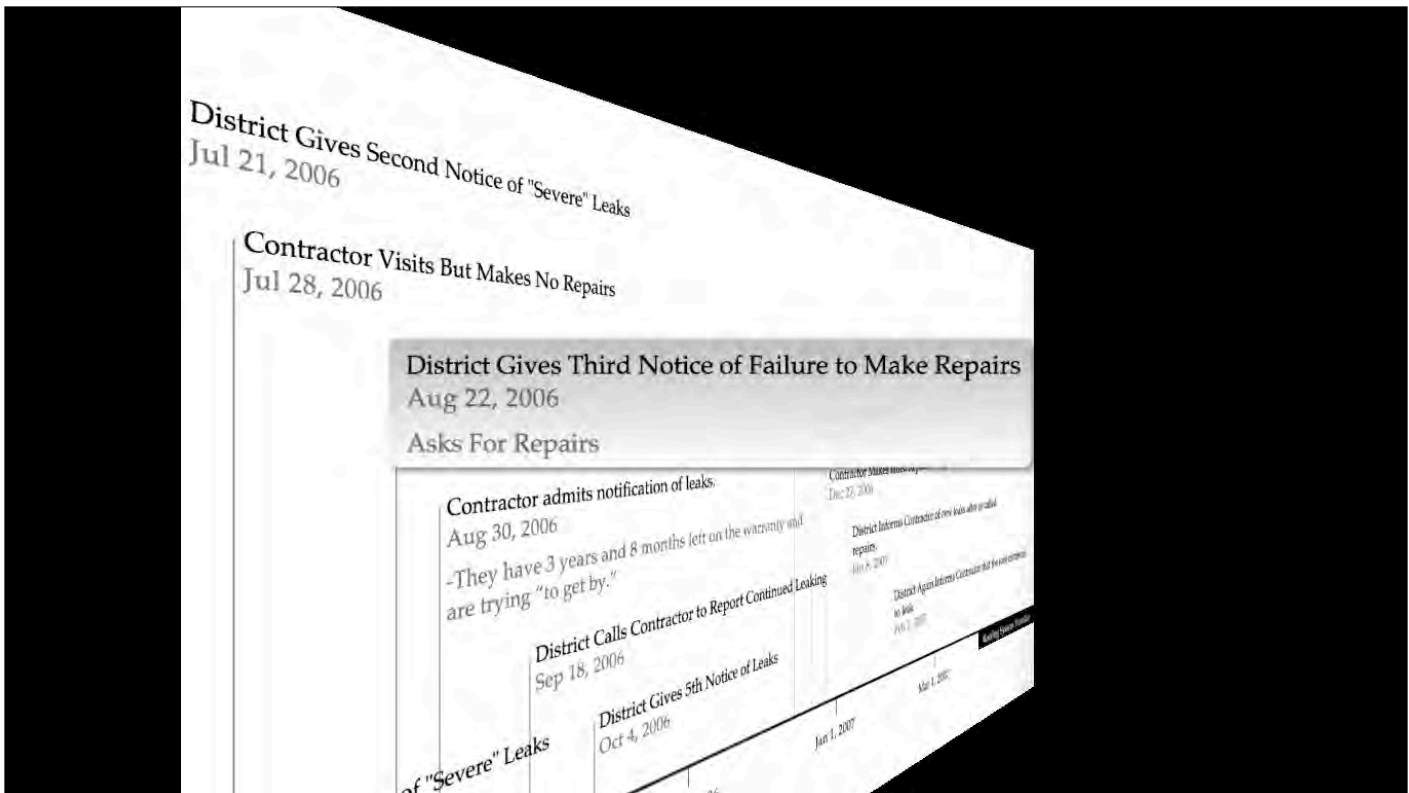 District Gives Second Notice of "Severe" Leaks
Jul 21, 2006
Contractor Visits But Makes No Repairs
Jul 28, 2006
District Gives Third Notice of Failure to Make Repairs
Aug 22, 2006
Asks For Repairs
Contractor admits notification of leaks.
Aug 30, 2006
-They have 3 years and 8 months left on the warranty and
are trying "to get by."
District Calls Contractor to Report Continued Leaking
Sep 18, 2006
District Gives 5th Notice of Leaks
Oct 4, 2006
of "Severe" Leaks
Contractor Makes
Dec 22, 2006
District Informs Contractor of new leaks after so called
repairs.
District Again Informs Contractor that the roof continues
to leak
Roofing System Timeline
Jan 1, 2007
Mar 1, 2007